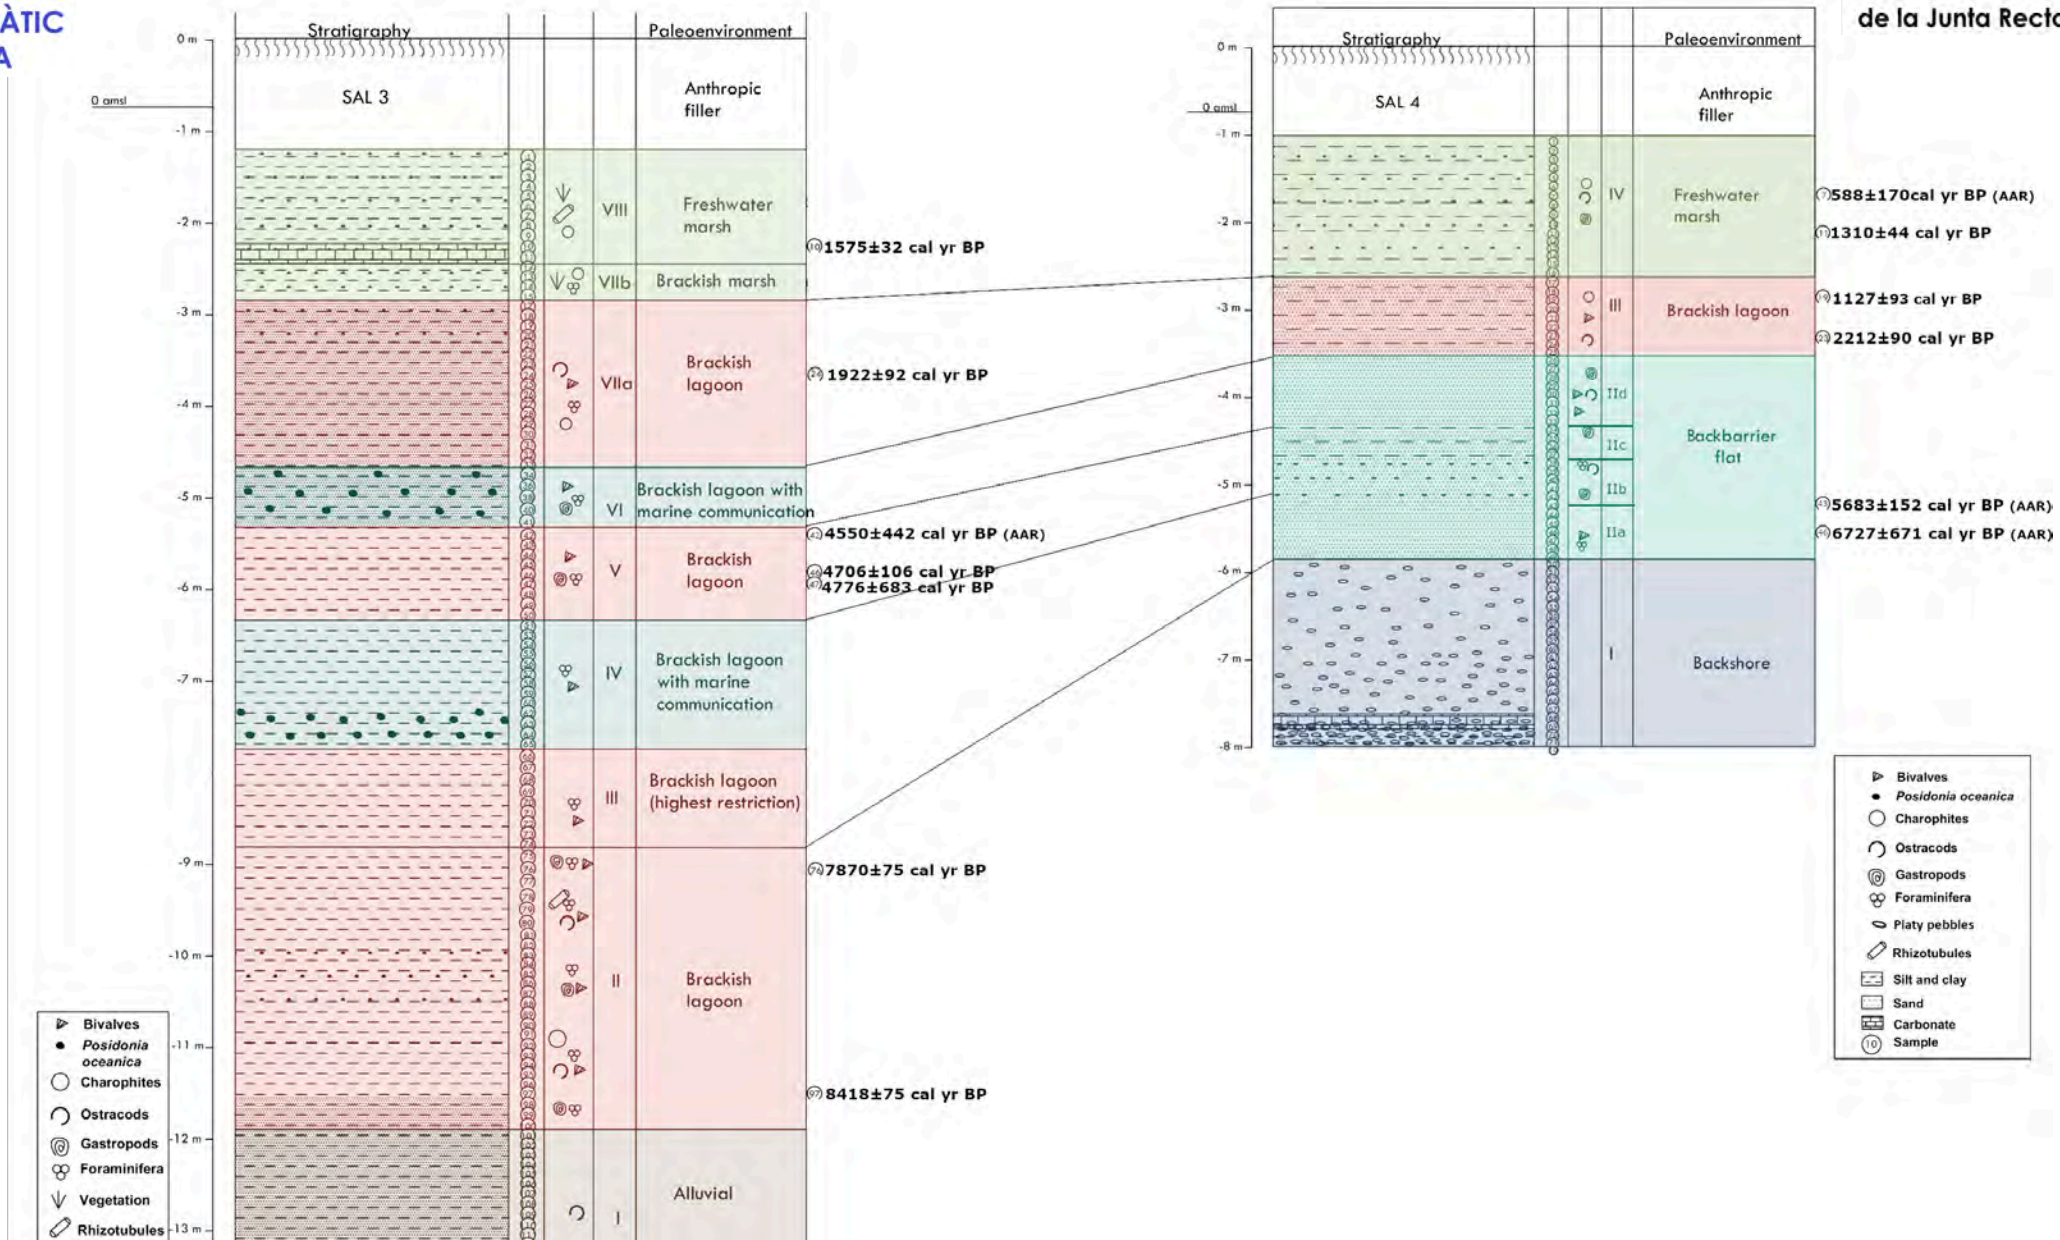 ÀTIC
A
de la Junta Recto
Stratigraphy
Paleoenvironment
0 m
0 amsl
-1 m
-2 m
-3 m
-4 m
-5 m
-6 m
-7 m
-9 m
-10 m
-11 m
-12 m
-13 m
SAL 3
Anthropic
filler
VIII
Freshwater
marsh
1575±32 cal yr BP
VIIb
Brackish marsh
VIIa
Brackish
lagoon
1922±92 cal yr BP
VI
Brackish lagoon with
marine communication
4550±442 cal yr BP (AAR)
V
Brackish
lagoon
4706±106 cal yr BP
4776±683 cal yr BP
IV
Brackish lagoon
with marine
communication
III
Brackish lagoon
(highest restriction)
7870±75 cal yr BP
II
Brackish
lagoon
8418±75 cal yr BP
Alluvial
I
Bivalves
Posidonia
oceanica
Charophites
Ostracods
Gastropods
Foraminifera
Vegetation
Rhizotubules
Stratigraphy
Paleoenvironment
0 m
0 amsl
-1 m
-2 m
-3 m
-4 m
-5 m
-6 m
-7 m
-8 m
SAL 4
Anthropic
filler
IV
Freshwater
marsh
588±170cal yr BP (AAR)
1310±44 cal yr BP
III
Brackish lagoon
1127±93 cal yr BP
2212±90 cal yr BP
IId
IIc
IIb
IIa
Backbarrier
flat
5683±152 cal yr BP (AAR)
6727±671 cal yr BP (AAR)
I
Backshore
Bivalves
Posidonia oceanica
Charophites
Ostracods
Gastropods
Foraminifera
Platy pebbles
Rhizotubules
Silt and clay
Sand
Carbonate
10 Sample